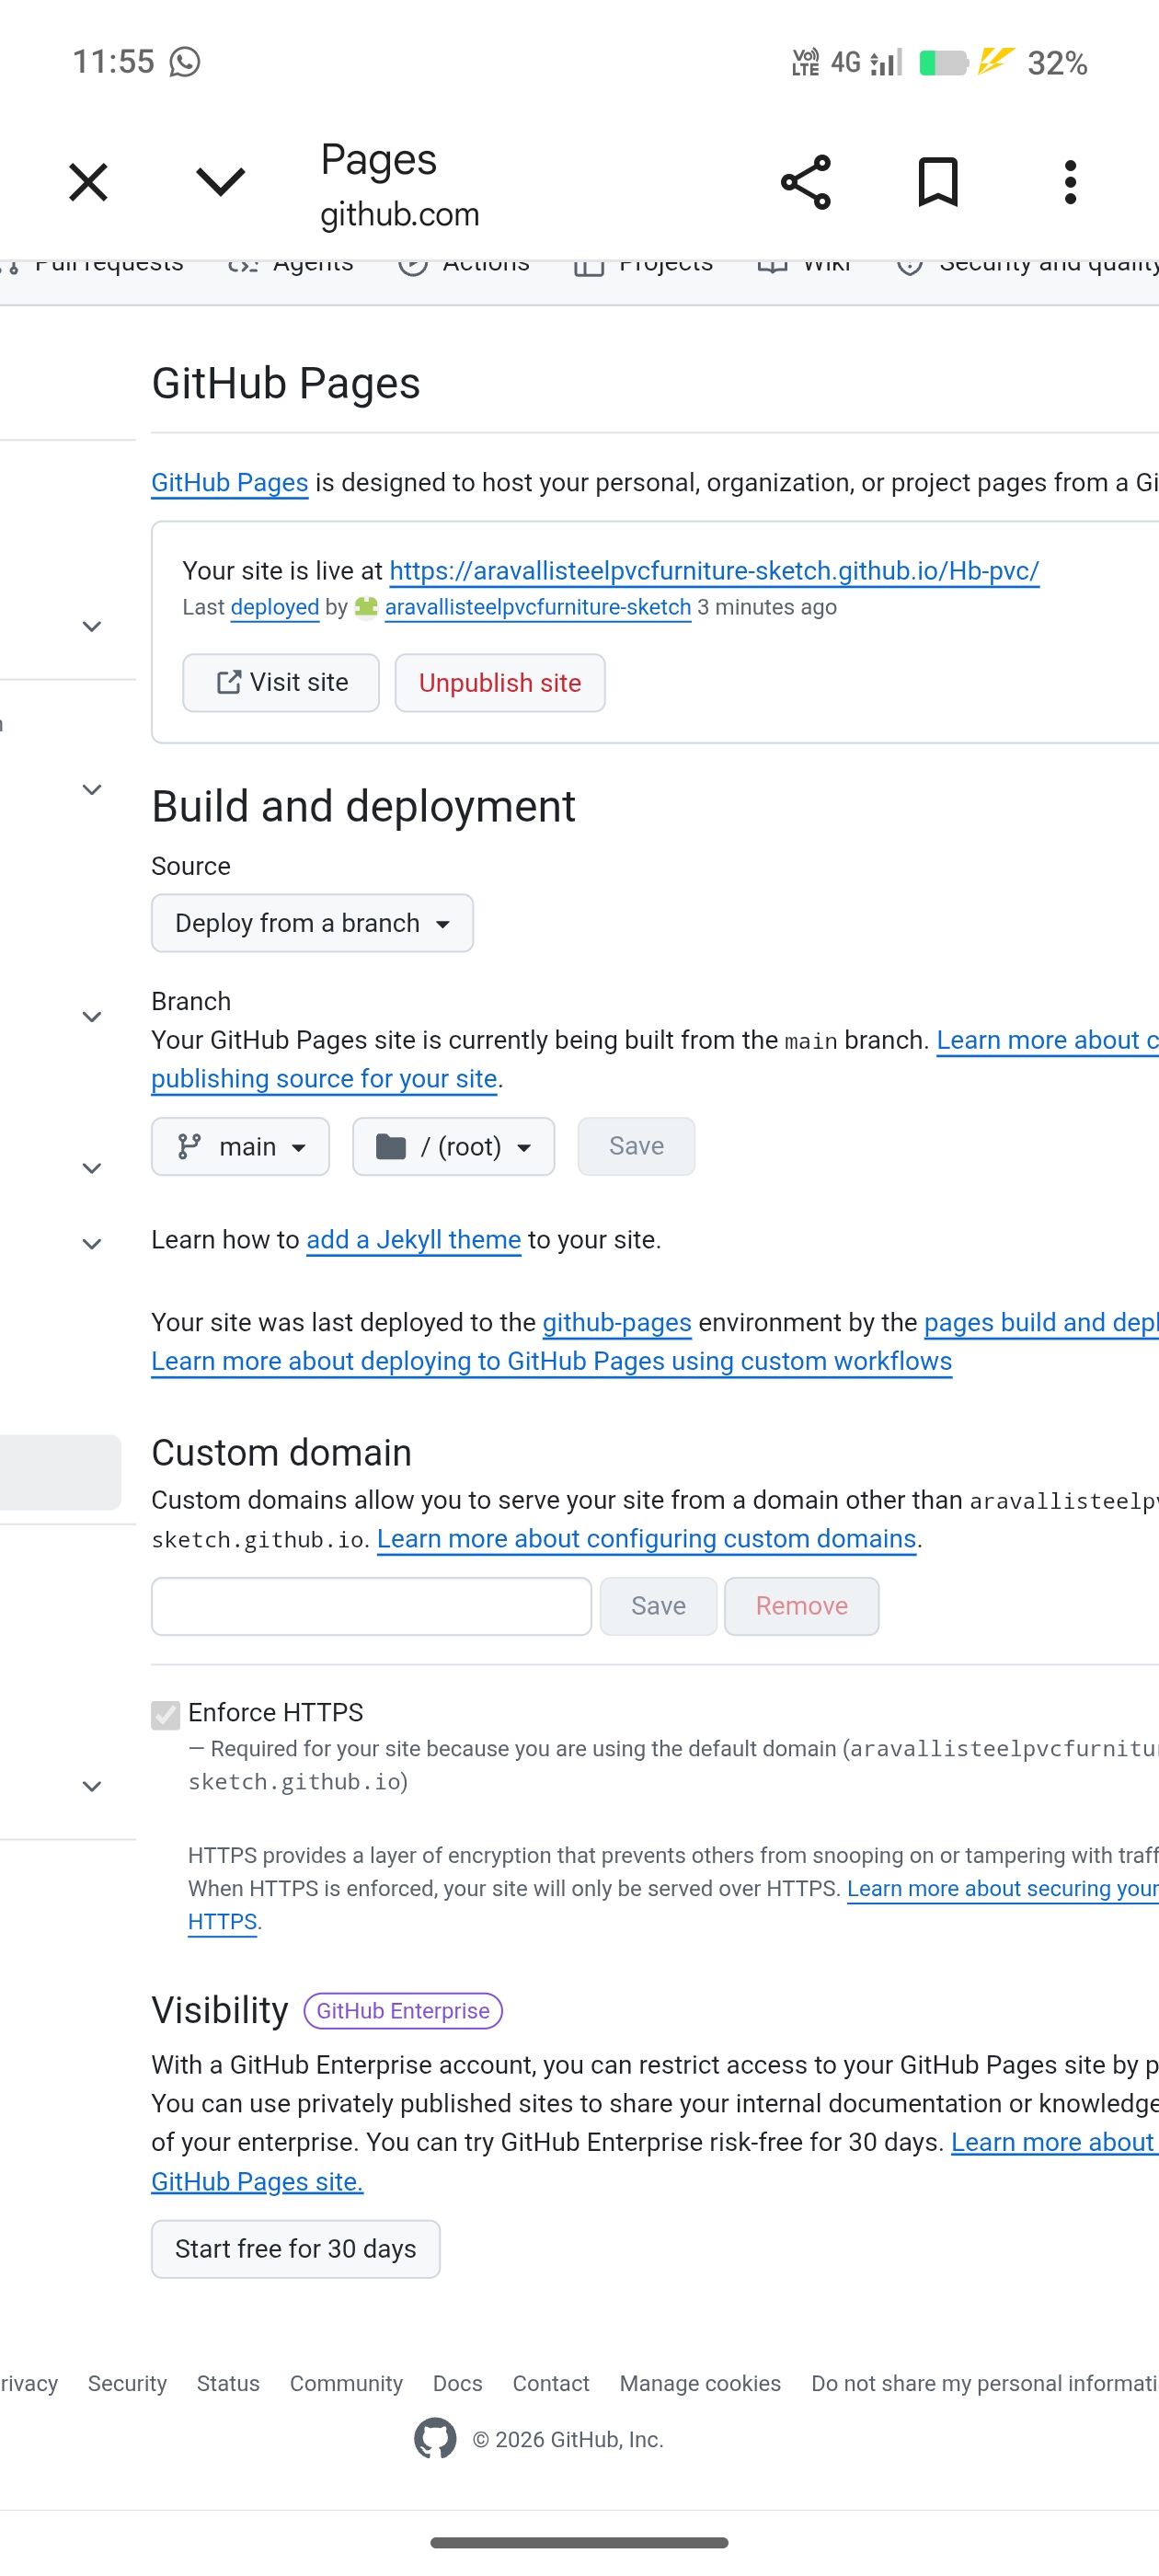 11:55
Vo) LTE 4G 32%
Pages
github.com
Pull requests Agents Actions Projects Wiki Security and quality
GitHub Pages
GitHub Pages is designed to host your personal, organization, or project pages from a Gi
Your site is live at https://aravallisteelpvcfurniture-sketch.github.io/Hb-pvc/
Last deployed by aravallisteelpvcfurniture-sketch 3 minutes ago
Visit site Unpublish site
Build and deployment
Source
Deploy from a branch
Branch
Your GitHub Pages site is currently being built from the main branch. Learn more about c
publishing source for your site.
main / (root) Save
Learn how to add a Jekyll theme to your site.
Your site was last deployed to the github-pages environment by the pages build and depl
Learn more about deploying to GitHub Pages using custom workflows
Custom domain
Custom domains allow you to serve your site from a domain other than aravallisteelpv
sketch.github.io. Learn more about configuring custom domains.
Save Remove
Enforce HTTPS
— Required for your site because you are using the default domain (aravallisteelpvcfurnitur
sketch.github.io)
HTTPS provides a layer of encryption that prevents others from snooping on or tampering with traff
When HTTPS is enforced, your site will only be served over HTTPS. Learn more about securing your
HTTPS.
Visibility GitHub Enterprise
With a GitHub Enterprise account, you can restrict access to your GitHub Pages site by p
You can use privately published sites to share your internal documentation or knowledge
of your enterprise. You can try GitHub Enterprise risk-free for 30 days. Learn more about
GitHub Pages site.
Start free for 30 days
rivacy Security Status Community Docs Contact Manage cookies Do not share my personal informati
© 2026 GitHub, Inc.